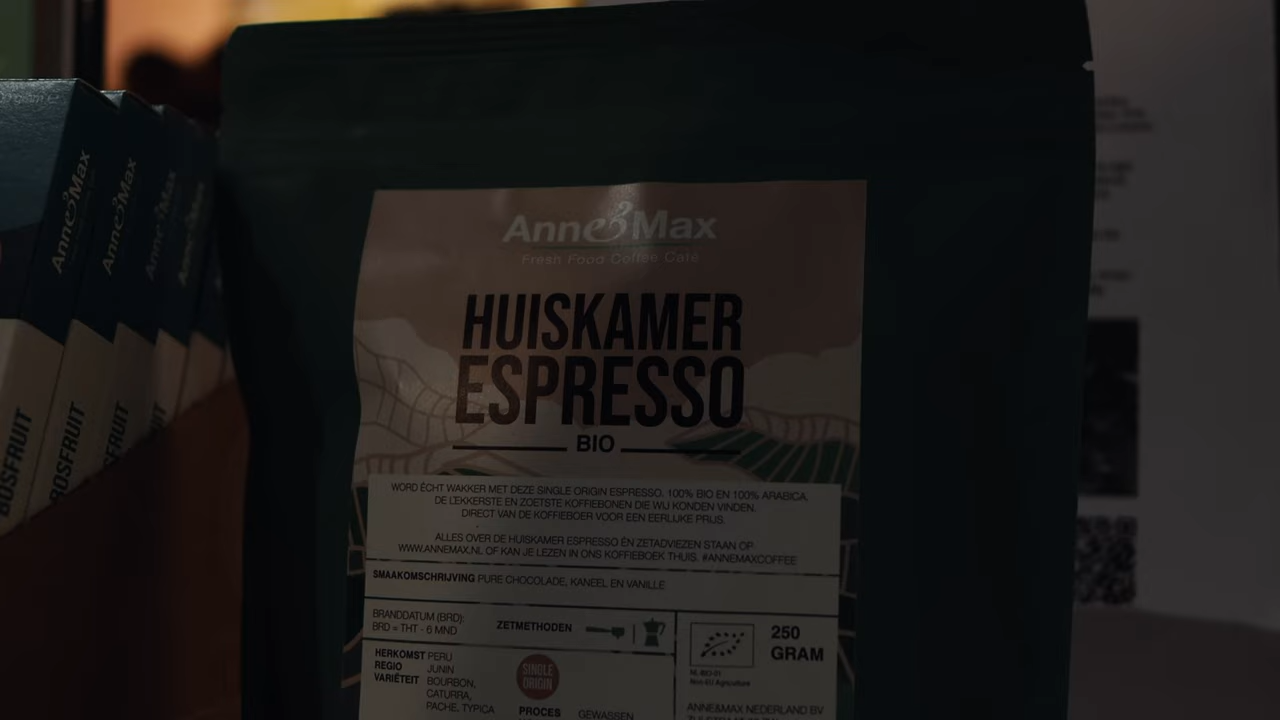 Anne&Max
Fresh Food Coffee Café
HUISKAMER
ESPRESSO
BIO
WORD ÉCHT WAKKER MET DEZE SINGLE ORIGIN ESPRESSO. 100% BIO EN 100% ARABICA.
DE LEKKERSTE EN ZOETSTE KOFFIEBONEN DIE WIJ KONDEN VINDEN.
DIRECT VAN DE KOFFIEBOER VOOR EEN EERLIJKE PRIJS.
ALLES OVER DE HUISKAMER ESPRESSO ÉN ZETADVIEZEN STAAN OP
WWW.ANNEMAX.NL OF KAN JE LEZEN IN ONS KOFFIEBOEK THUIS. #ANNEMAXCOFFEE
SMAAKOMSCHRIJVING PURE CHOCOLADE, KANEEL EN VANILLE
BRANDDATUM (BRD):
BRD = THT - 6 MND
ZETMETHODEN
250
GRAM
NL-BIO-01
Non-EU Agriculture
HERKOMST PERU
REGIO JUNIN
VARIËTEIT BOURBON,
CATURRA,
PACHE, TYPICA
SINGLE
ORIGIN
PROCES GEWASSEN
ANNE&MAX NEDERLAND BV
Anne&Max
Anne&Max
Anne&Max
Anne&Max
BOSFRUIT
BOSFRUIT
SFRUIT